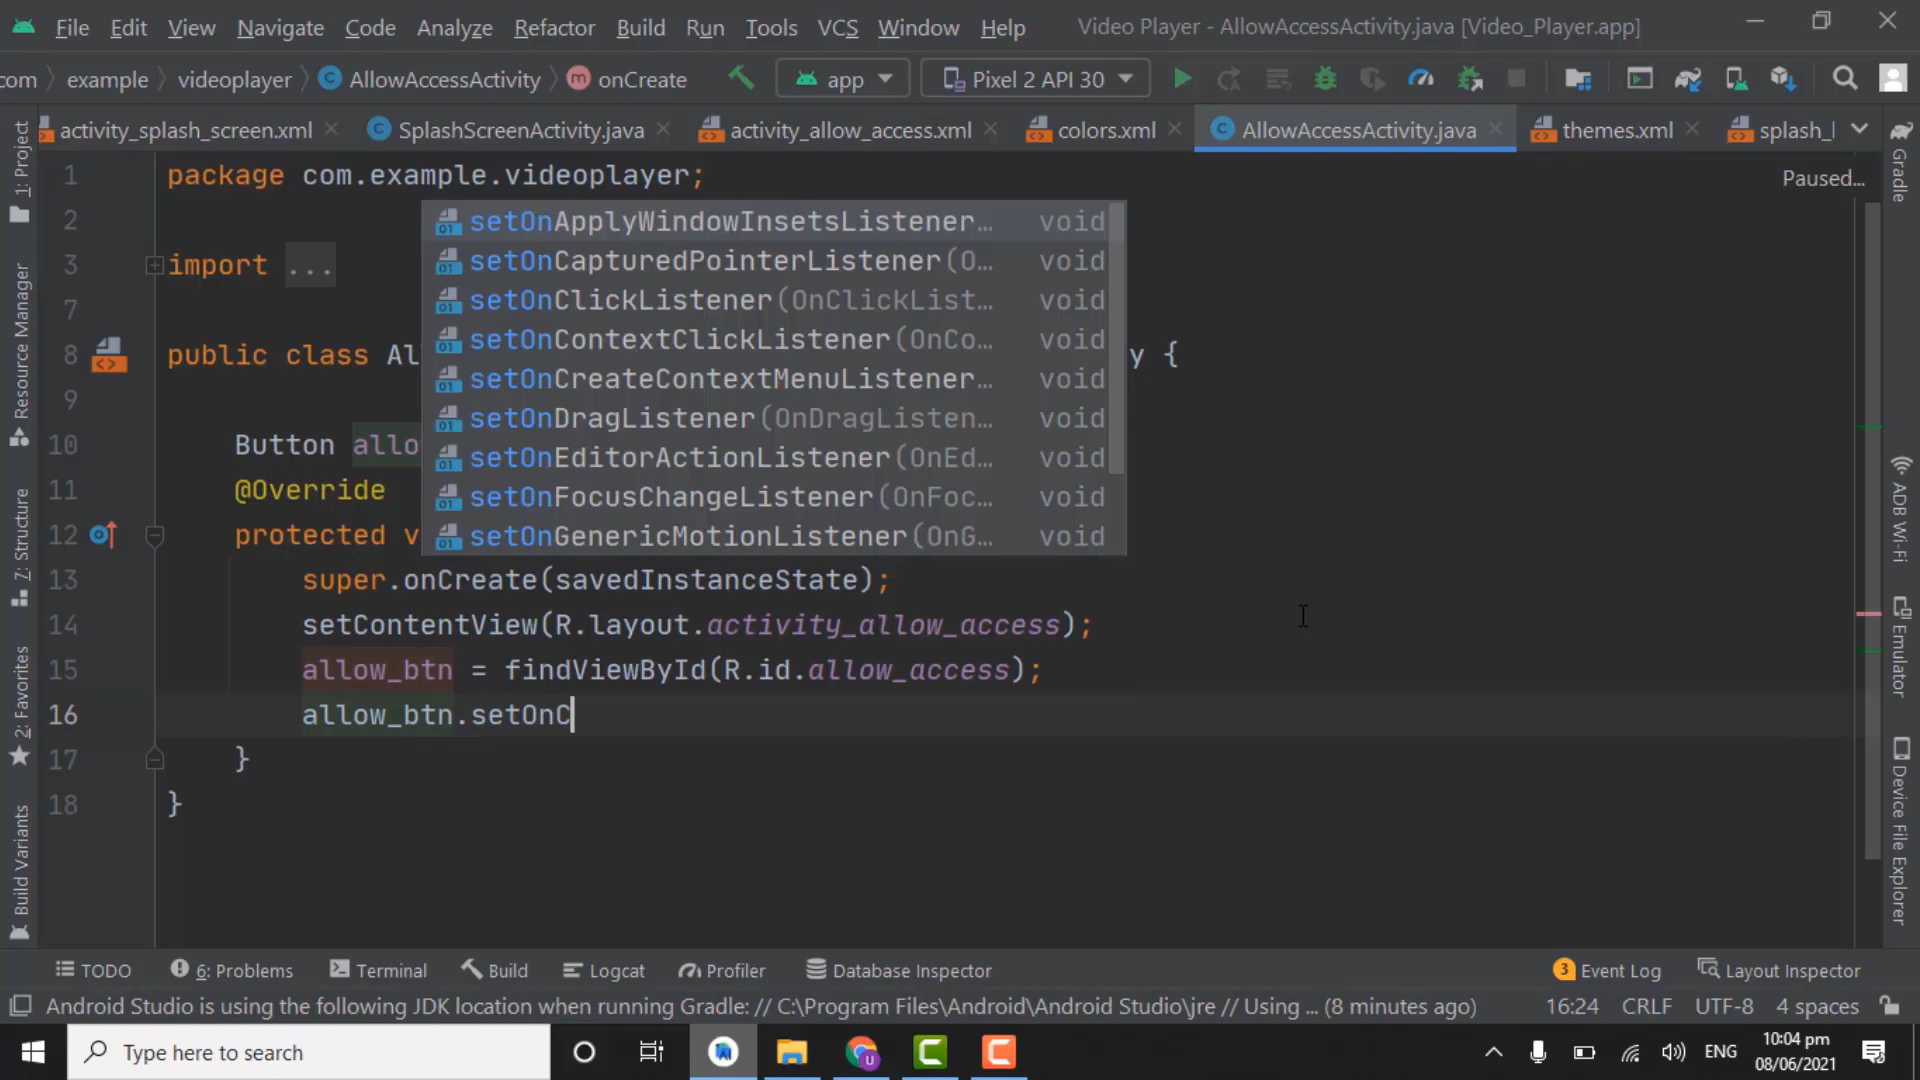 File Edit View Navigate Code Analyze Refactor Build Run Tools VCS Window Help Video Player - AllowAccessActivity.java [Video_Player.app]
com example videoplayer AllowAccessActivity onCreate app Pixel 2 API 30
activity_splash_screen.xml SplashScreenActivity.java activity_allow_access.xml colors.xml AllowAccessActivity.java themes.xml splash_
1 package com.example.videoplayer;
Paused...
2
3 import ...
7
8 public class Al y {
9
10 Button allo
11 @Override
12 protected v
13 super.onCreate(savedInstanceState);
14 setContentView(R.layout.activity_allow_access);
15 allow_btn = findViewById(R.id.allow_access);
16 allow_btn.setOnC
17 }
18 }
setOnApplyWindowInsetsListener… void
setOnCapturedPointerListener(O… void
setOnClickListener(OnClickList… void
setOnContextClickListener(OnCo… void
setOnCreateContextMenuListener… void
setOnDragListener(OnDragListen… void
setOnEditorActionListener(OnEd… void
setOnFocusChangeListener(OnFoc… void
setOnGenericMotionListener(OnG… void
1: Project
Resource Manager
7: Structure
2: Favorites
Build Variants
Gradle
ADB Wi-Fi
Emulator
Device File Explorer
TODO 6: Problems Terminal Build Logcat Profiler Database Inspector 3 Event Log Layout Inspector
Android Studio is using the following JDK location when running Gradle: // C:\Program Files\Android\Android Studio\jre // Using ... (8 minutes ago) 16:24 CRLF UTF-8 4 spaces
Type here to search
U
ENG
10:04 pm
08/06/2021